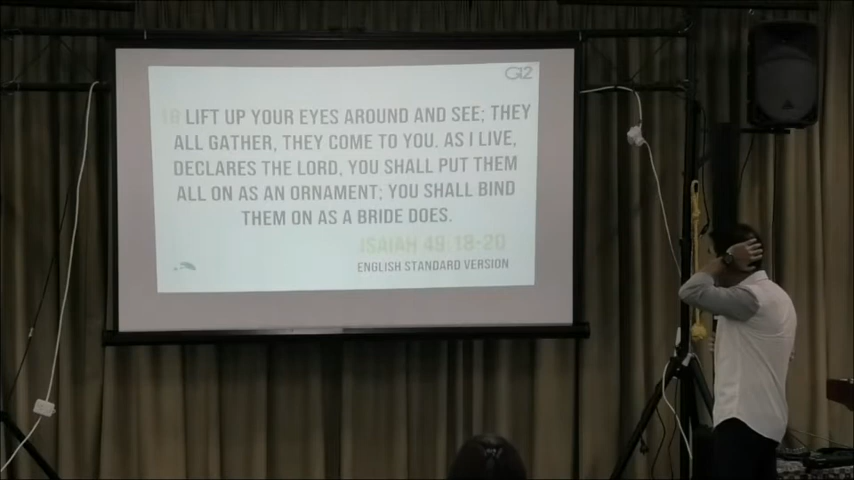 G12
18 LIFT UP YOUR EYES AROUND AND SEE; THEY
ALL GATHER, THEY COME TO YOU. AS I LIVE,
DECLARES THE LORD, YOU SHALL PUT THEM
ALL ON AS AN ORNAMENT; YOU SHALL BIND
THEM ON AS A BRIDE DOES.
ISAIAH 49:18-20
ENGLISH STANDARD VERSION